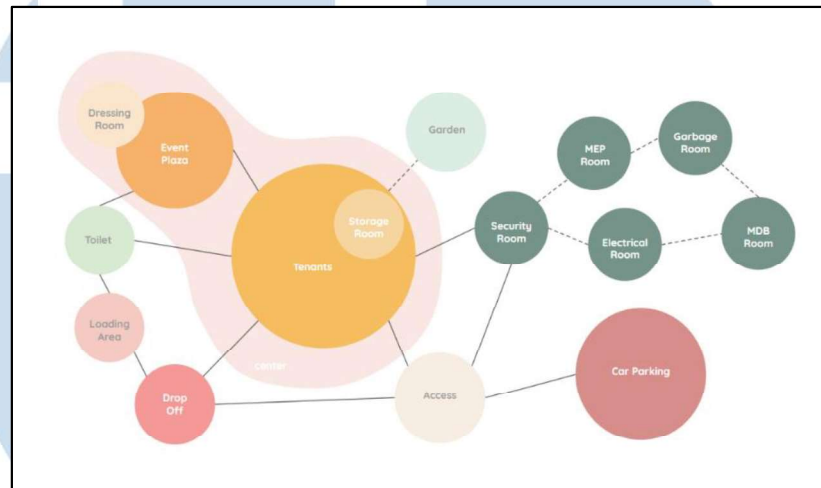 Dressing
Room
Event
Plaza
Garden
MEP
Room
Garbage
Room
Storage
Room
Security
Room
Electrical
Room
MDB
Room
Toilet
Tenants
Loading
Area
center
Car Parking
Drop
Off
Access